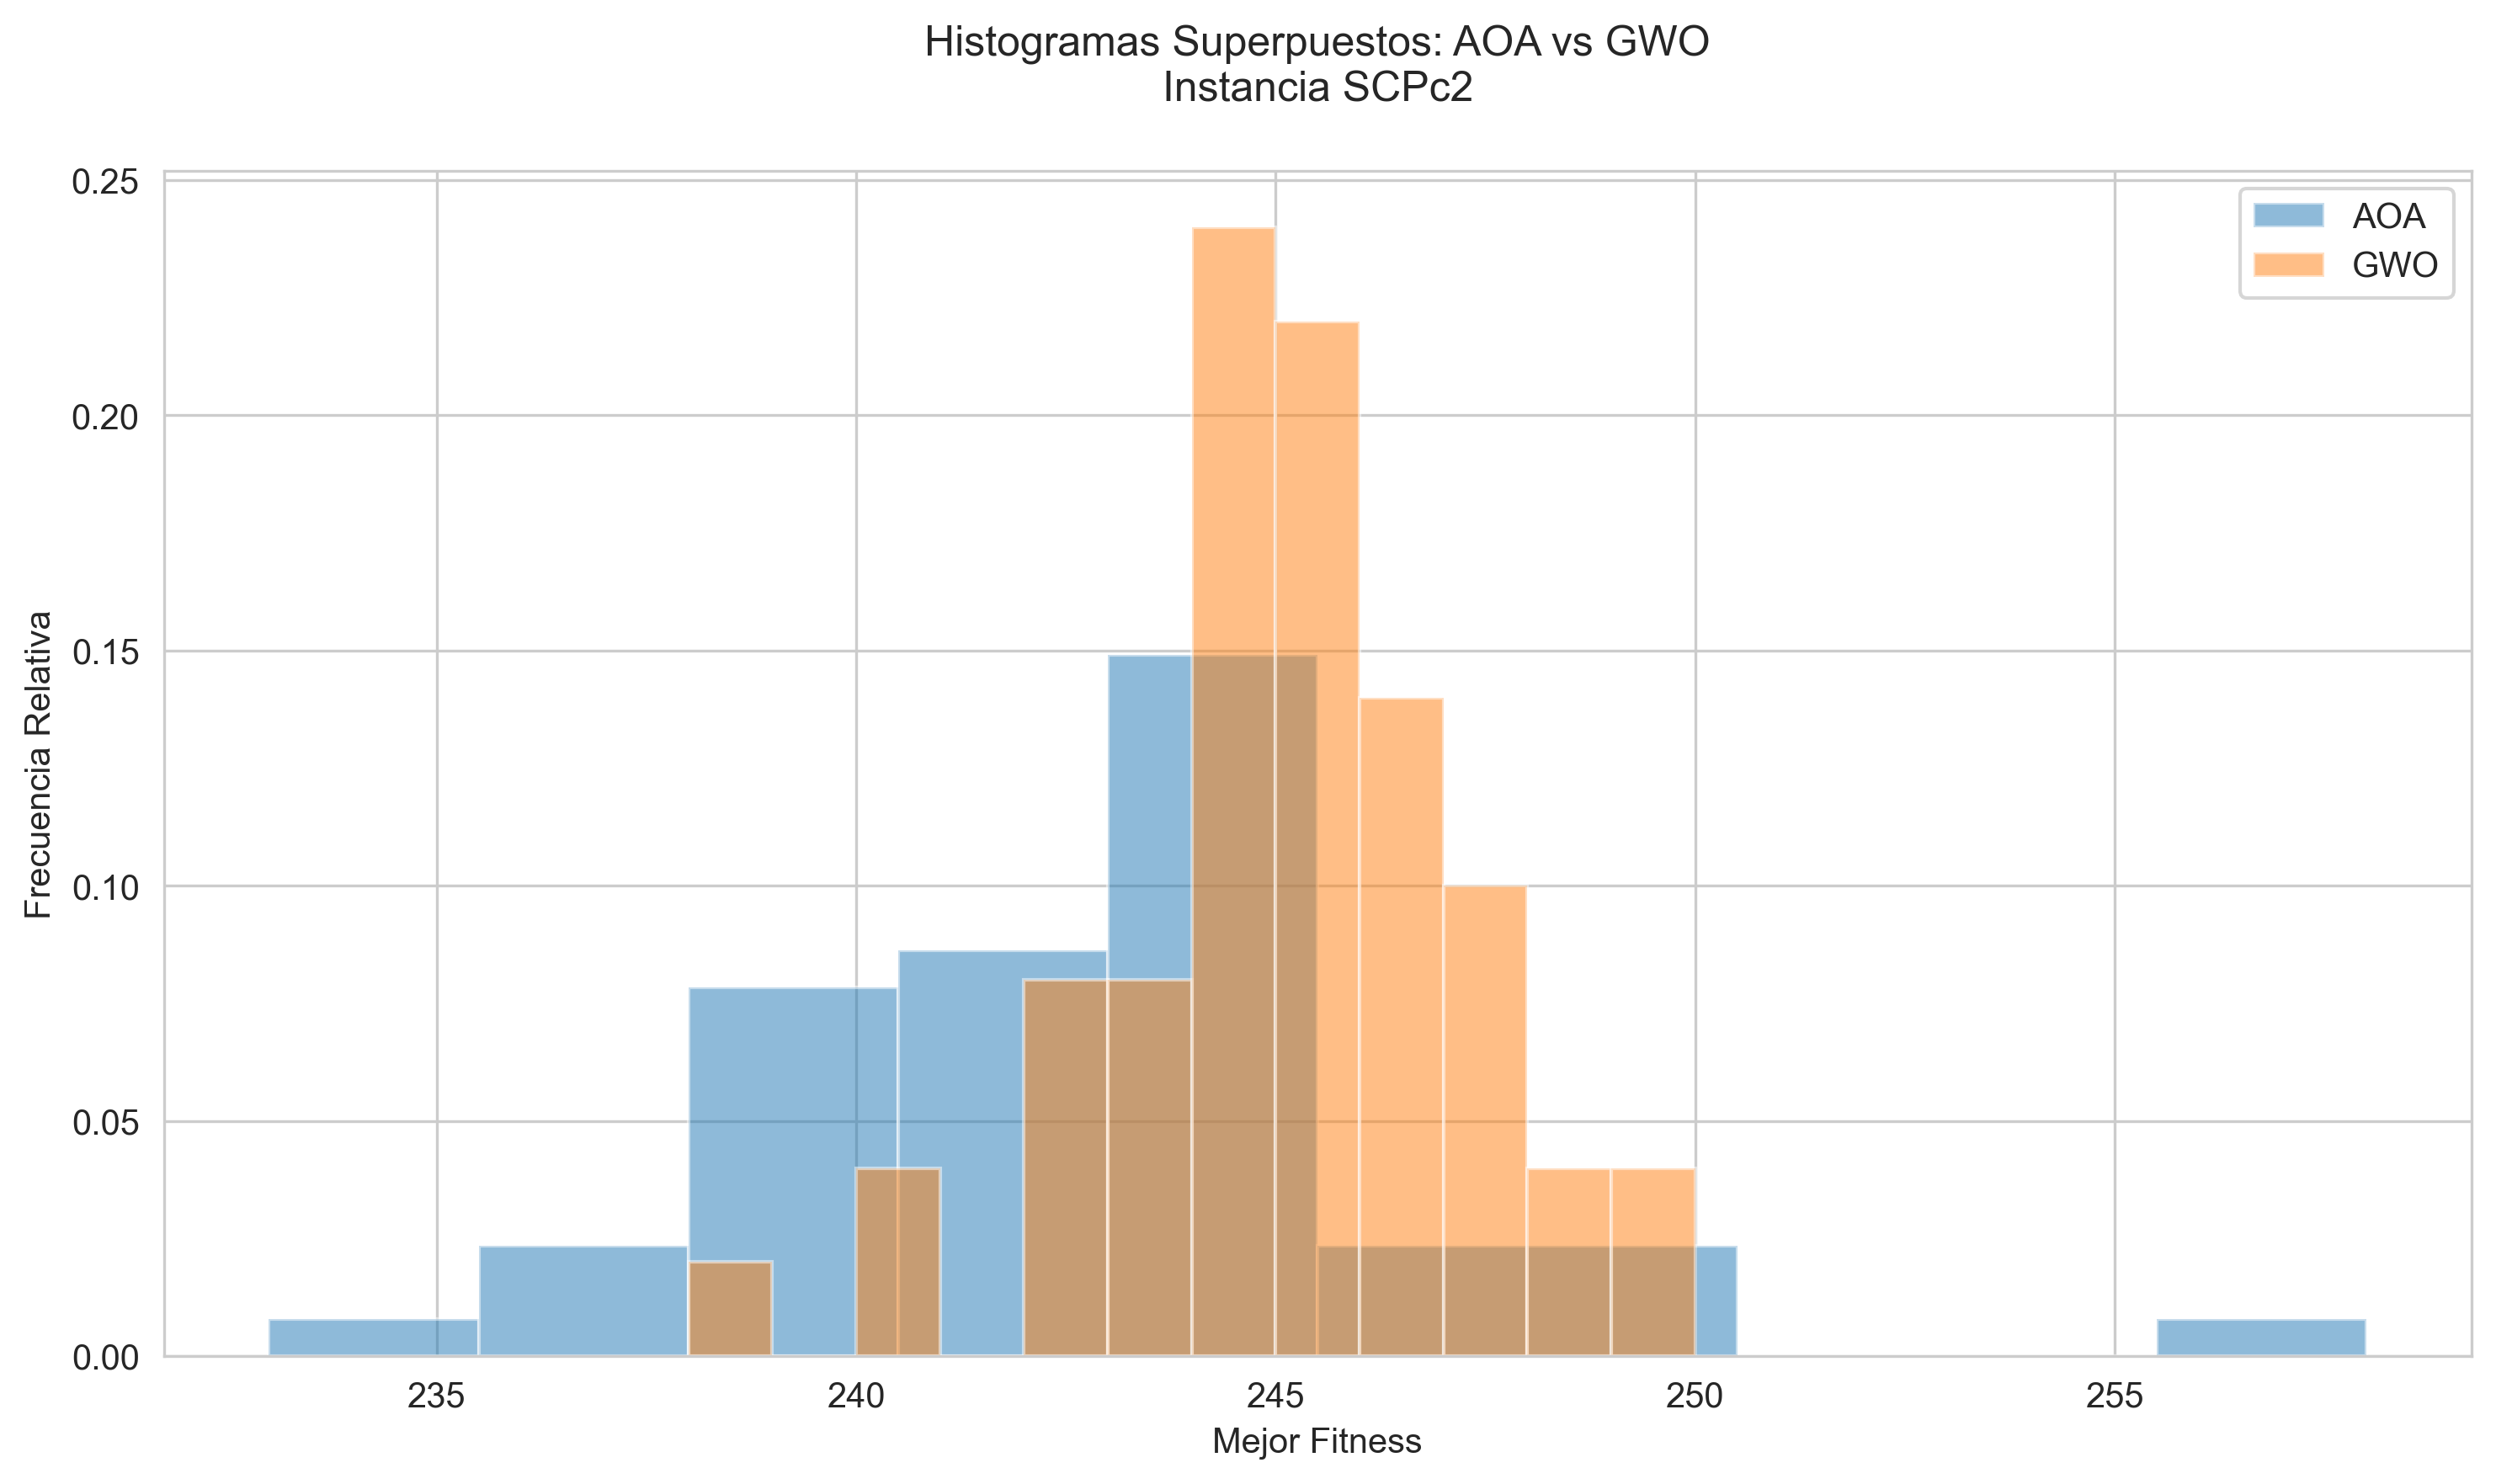 Histogramas Superpuestos: AOA vs GWO
Instancia SCPc2
AOA
GWO
0.25
0.20
0.15
0.10
0.05
0.00
Frecuencia Relativa
235 240 245 250 255
Mejor Fitness